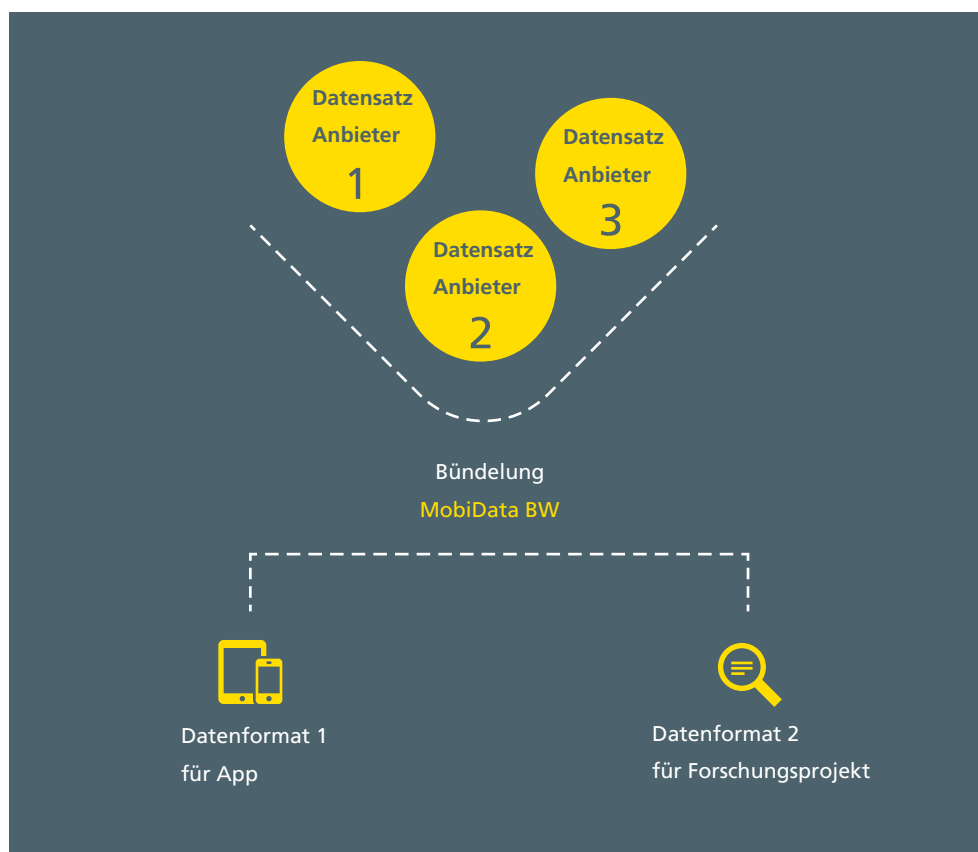 Datensatz
Anbieter
1
Datensatz
Anbieter
3
Datensatz
Anbieter
2
Bündelung
MobiData BW
Datenformat 1
für App
Datenformat 2
für Forschungsprojekt